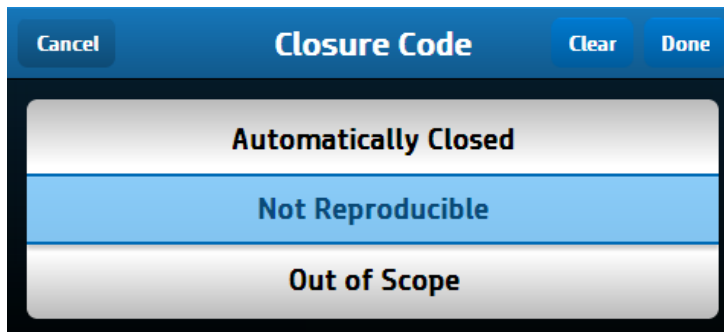 Cancel Closure Code Clear Done
Automatically Closed
Not Reproducible
Out of Scope